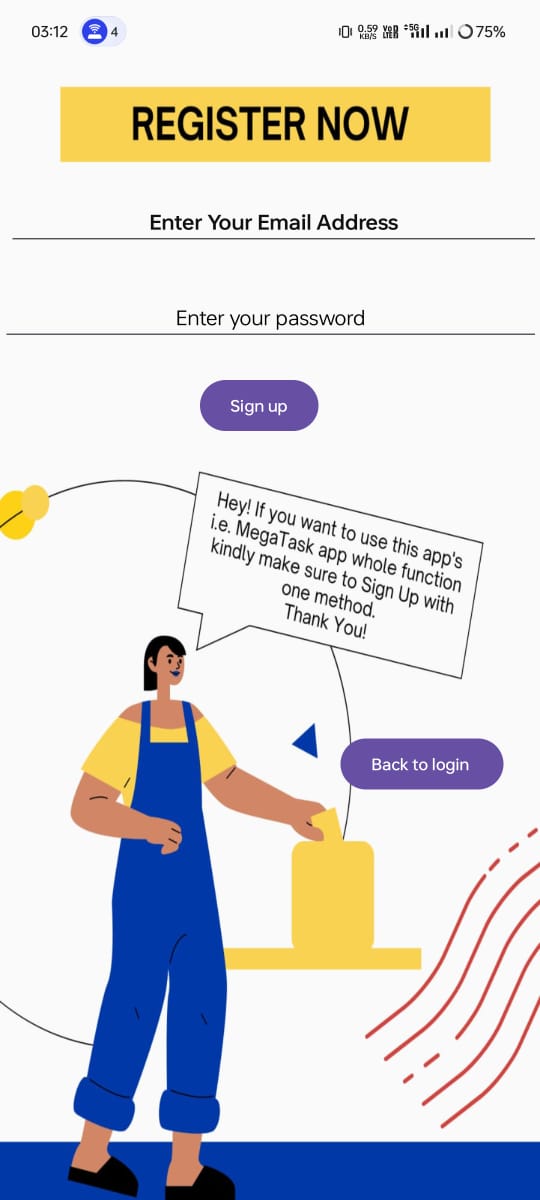 03:12 4 0.59 KB/S VoD LTED 5G 75%
REGISTER NOW
Enter Your Email Address
Enter your password
Sign up
Hey! If you want to use this app's
i.e. MegaTask app whole function
kindly make sure to Sign Up with
one method.
Thank You!
Back to login